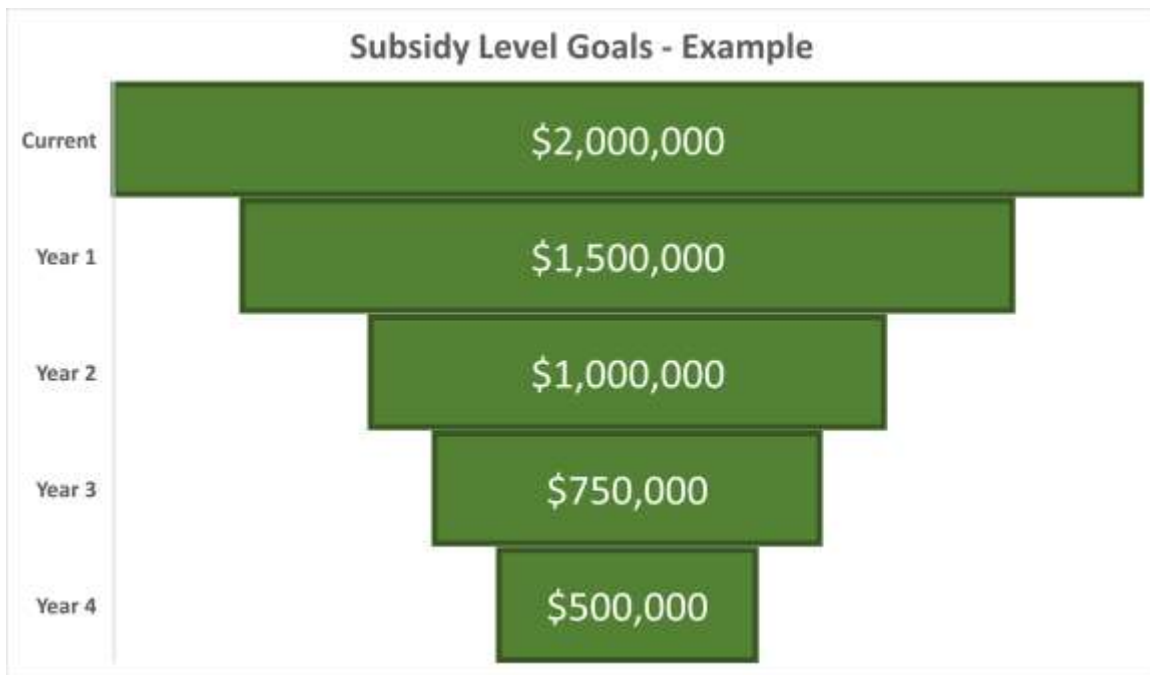 Subsidy Level Goals - Example
Current
$2,000,000
Year 1
$1,500,000
Year 2
$1,000,000
Year 3
$750,000
Year 4
$500,000